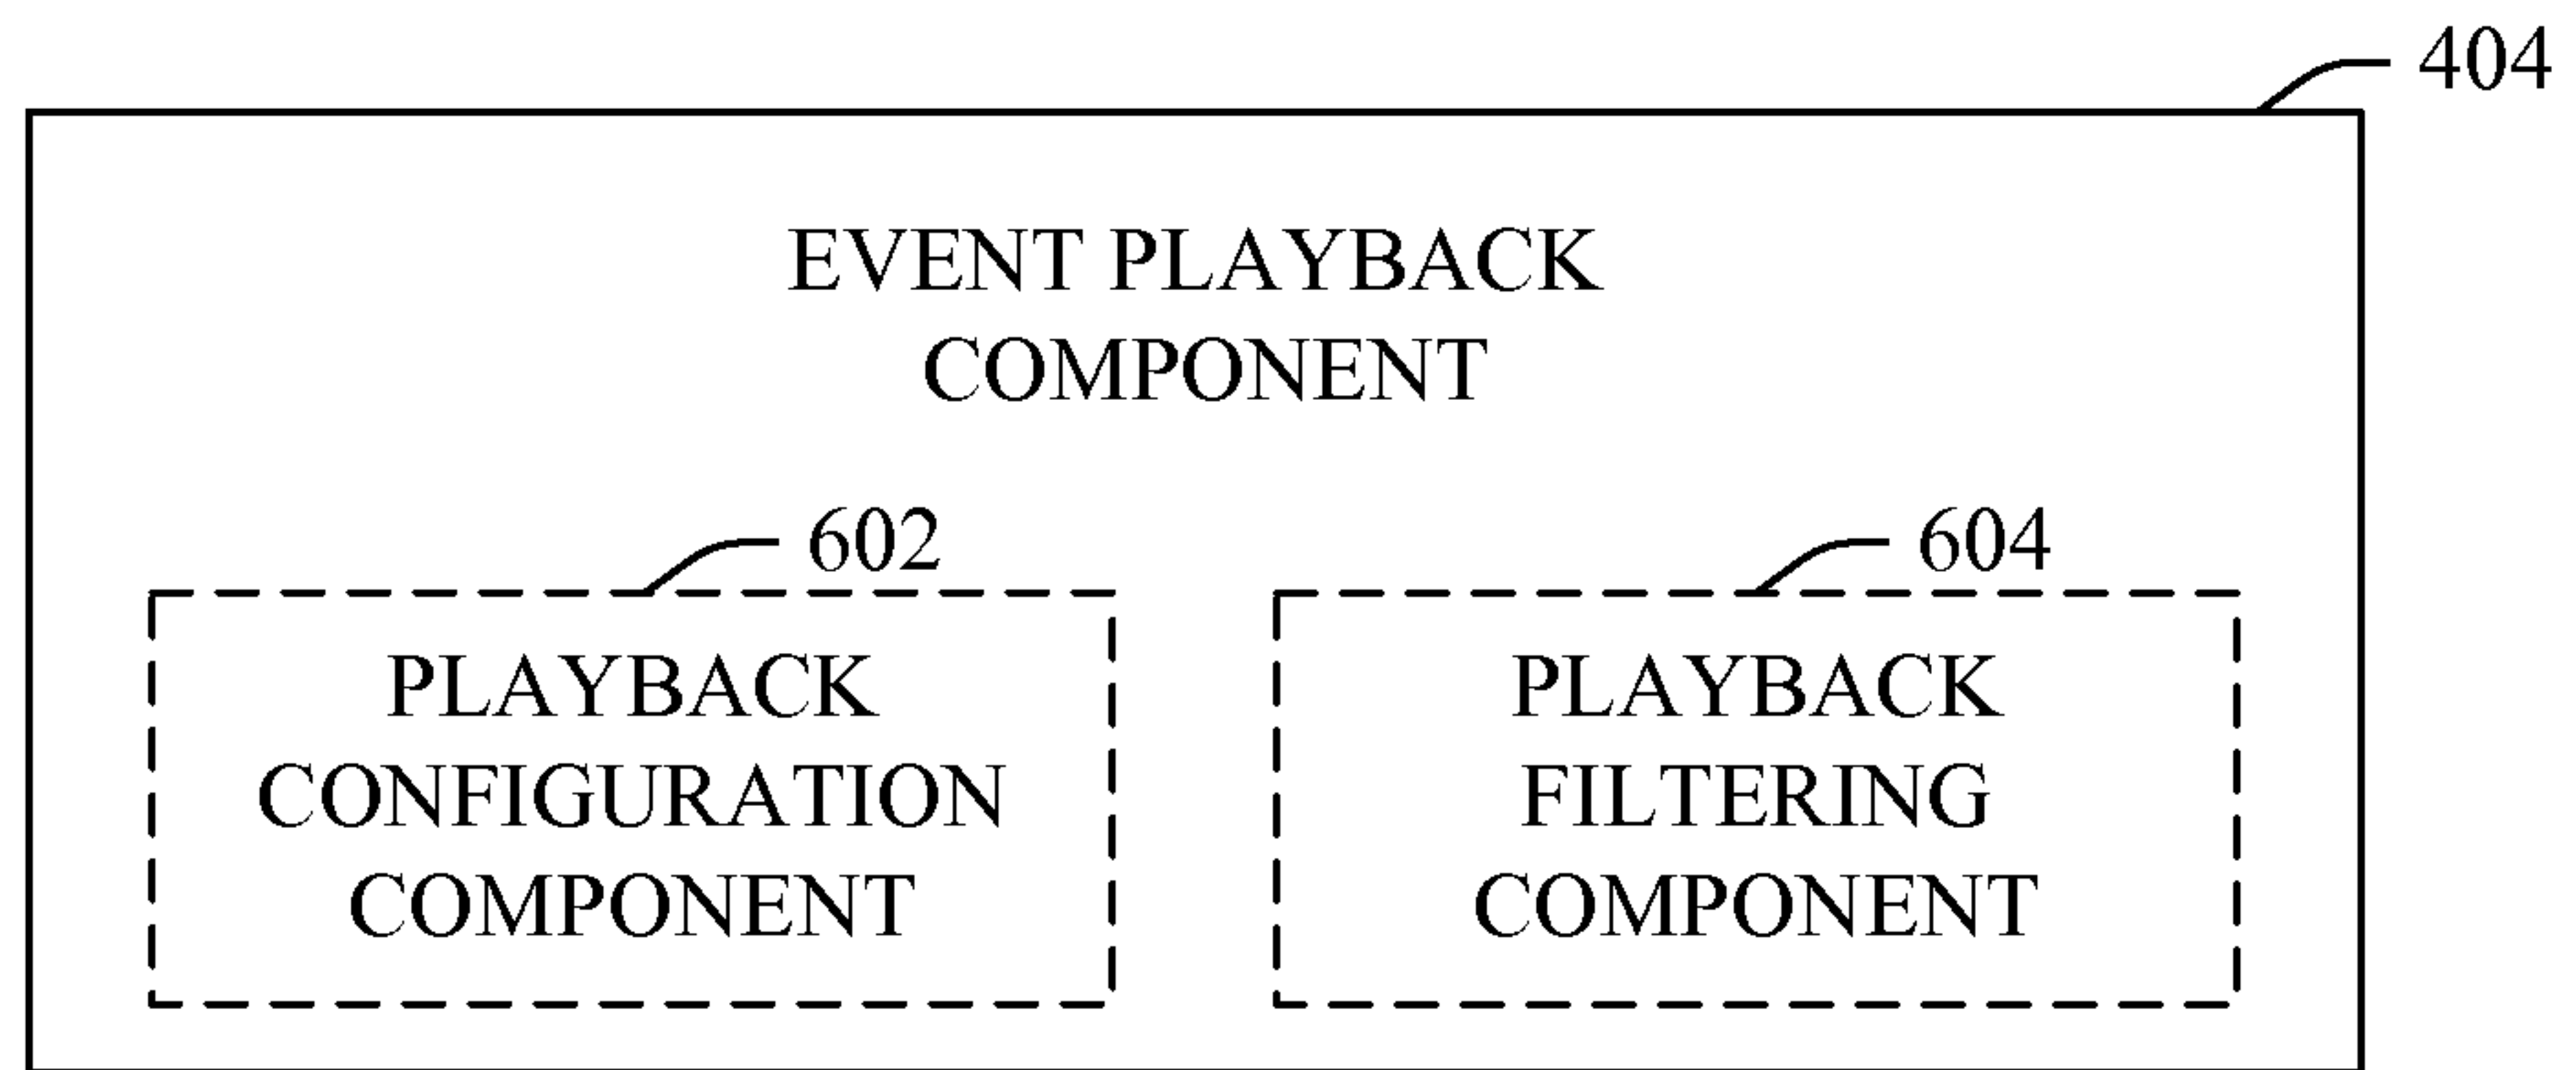 404
EVENT PLAYBACK
COMPONENT
602
PLAYBACK
CONFIGURATION
COMPONENT
604
PLAYBACK
FILTERING
COMPONENT